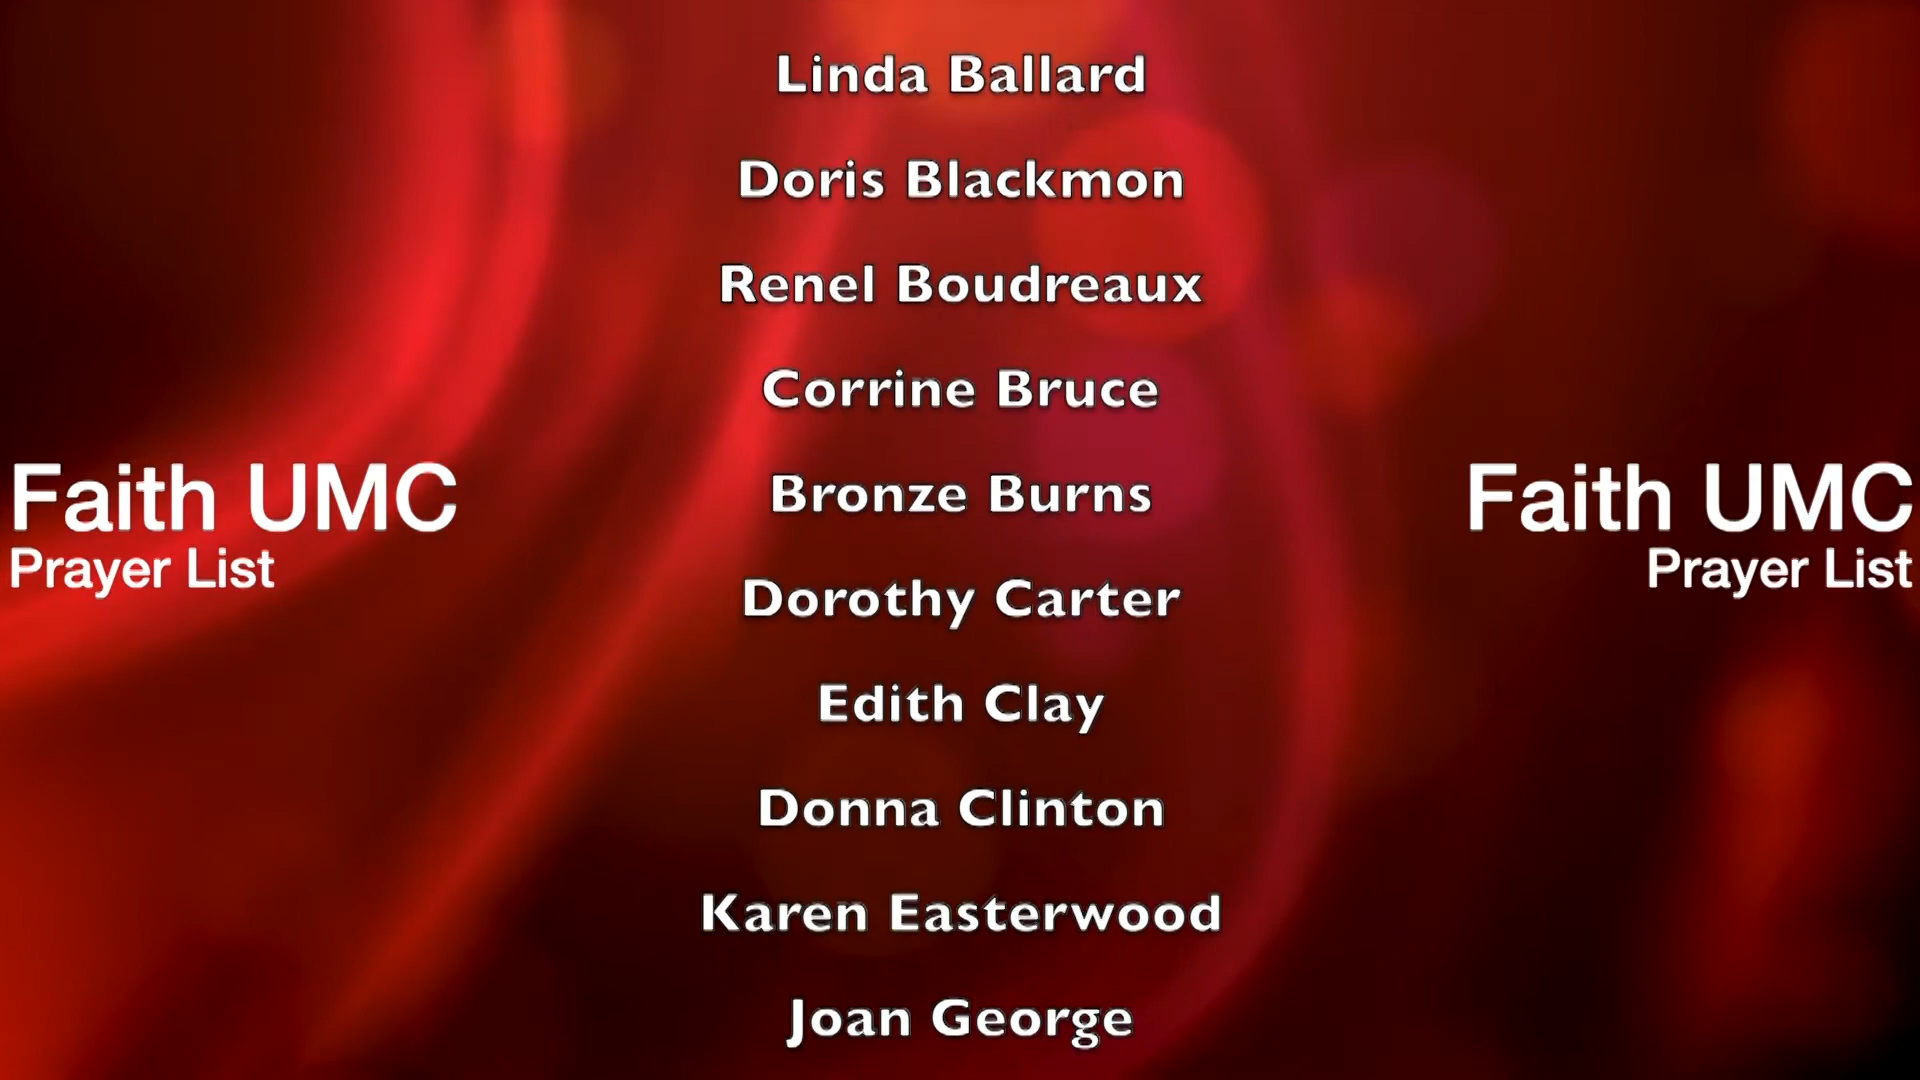 Linda Ballard
Doris Blackmon
Renel Boudreaux
Corrine Bruce
Faith UMC
Prayer List
Bronze Burns
Dorothy Carter
Faith UMC
Prayer List
Edith Clay
Donna Clinton
Karen Easterwood
Joan George